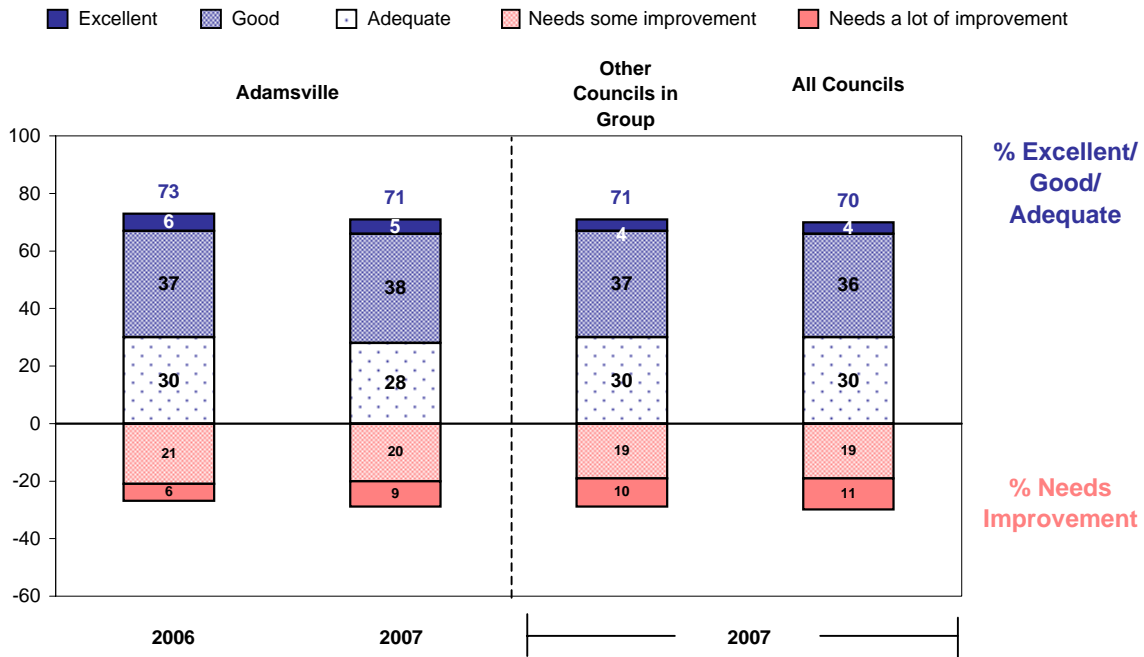 Excellent Good Adequate Needs some improvement Needs a lot of improvement
Adamsville
Other
Councils in
Group
All Councils
100
80
60
40
20
0
-20
-40
-60
73
6
37
30
21
6
71
5
38
28
20
9
71
4
37
30
19
10
70
4
36
30
19
11
% Excellent/
Good/
Adequate
% Needs
Improvement
2006 2007 2007